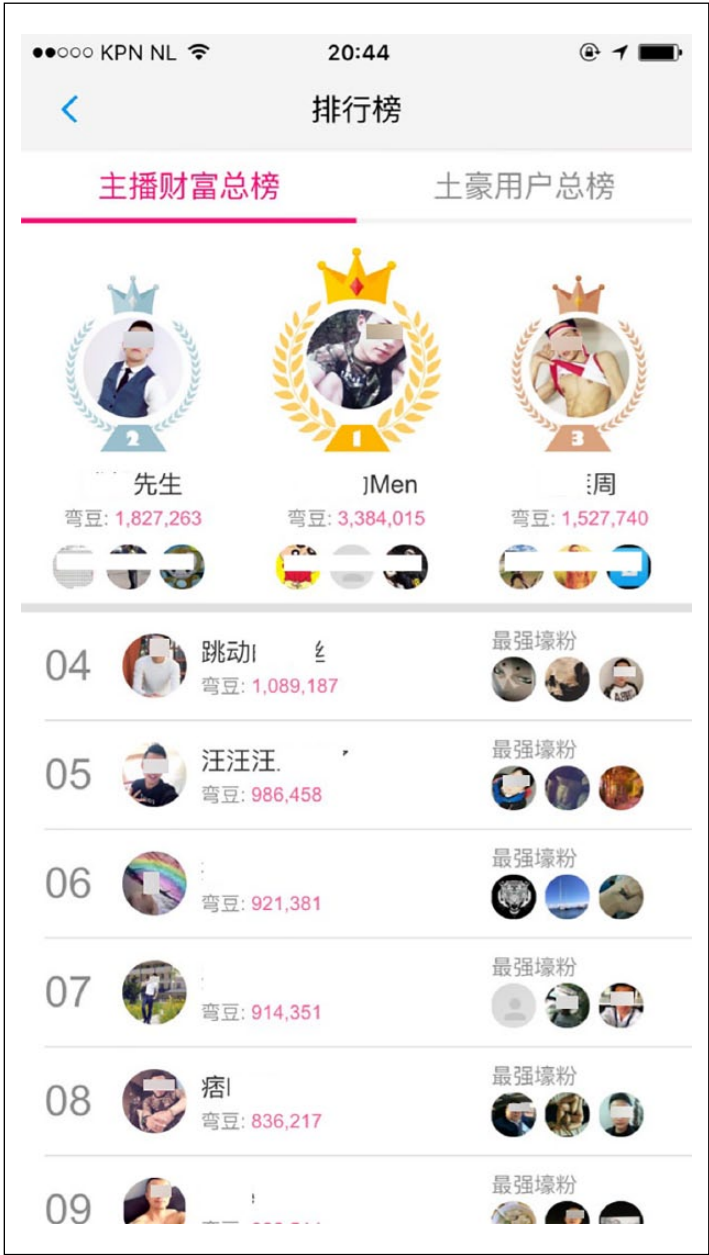 KPN NL
20:44
排行榜
主播财富总榜
土豪用户总榜
2
1
3
先生
Men
周
弯豆: 1,827,263
弯豆: 3,384,015
弯豆: 1,527,740
04
跳动
弯豆: 1,089,187
最强壕粉
05
汪汪汪
弯豆: 986,458
最强壕粉
06
弯豆: 921,381
最强壕粉
07
弯豆: 914,351
最强壕粉
08
痞
弯豆: 836,217
最强壕粉
09
最强壕粉